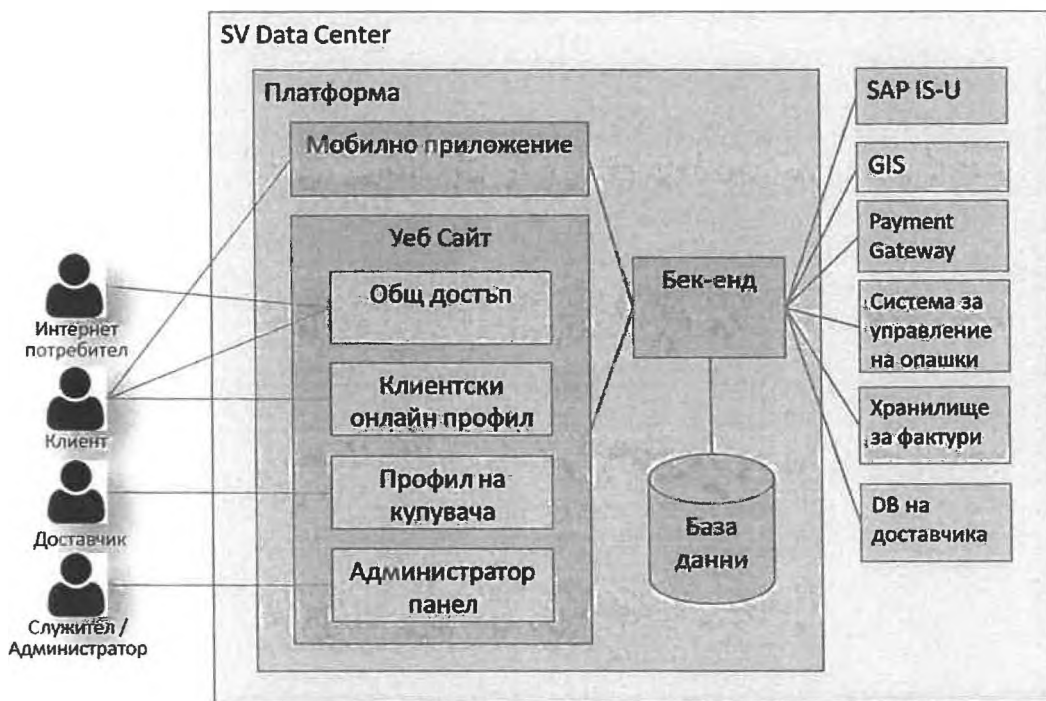 SV Data Center
Платформа
Мобилно приложение
Уеб Сайт
Общ достъп
Клиентски
онлайн профил
Профил на
купувача
Администратор
панел
Бек-енд
База
данни
SAP IS-U
GIS
Payment
Gateway
Система за
управление
на опашки
Хранилище
за фактури
DB на
доставчика
Интернет
потребител
Клиент
Доставчик
Служител /
Администратор